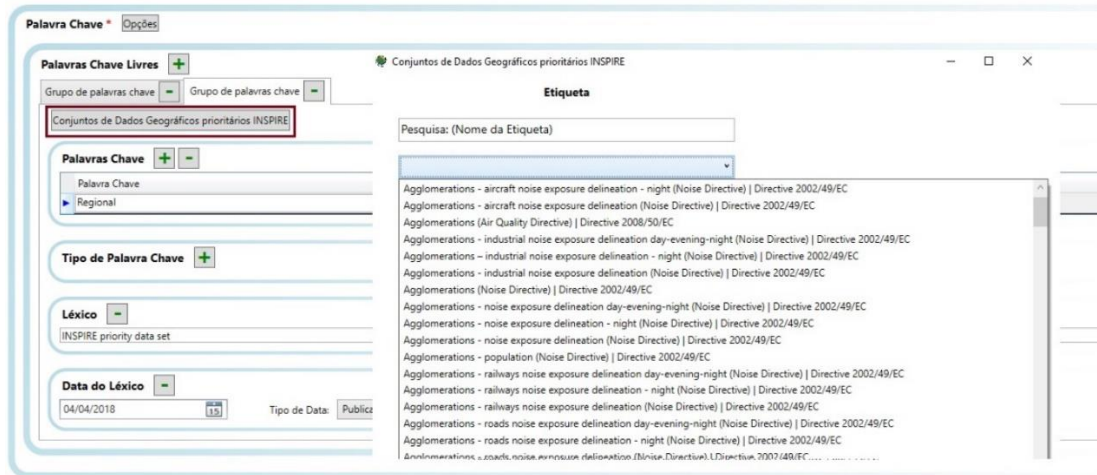 Palavra Chave * Opções
Palavras Chave Livres +
Grupo de palavras chave - Grupo de palavras chave -
Conjuntos de Dados Geográficos prioritários INSPIRE
Palavras Chave + -
Palavra Chave
Regional
Tipo de Palavra Chave +
Léxico -
INSPIRE priority data set
Data do Léxico -
04/04/2018 15 Tipo de Data:
Conjuntos de Dados Geográficos prioritários INSPIRE
Etiqueta
Pesquisa: (Nome da Etiqueta)
Agglomerations - aircraft noise exposure delineation - night (Noise Directive) | Directive 2002/49/EC
Agglomerations - aircraft noise exposure delineation (Noise Directive) | Directive 2002/49/EC
Agglomerations (Air Quality Directive) | Directive 2008/50/EC
Agglomerations - industrial noise exposure delineation day-evening-night (Noise Directive) | Directive 2002/49/EC
Agglomerations – industrial noise exposure delineation - night (Noise Directive) | Directive 2002/49/EC
Agglomerations - industrial noise exposure delineation (Noise Directive) | Directive 2002/49/EC
Agglomerations (Noise Directive) | Directive 2002/49/EC
Agglomerations - noise exposure delineation day-evening-night (Noise Directive) | Directive 2002/49/EC
Agglomerations - noise exposure delineation - night (Noise Directive) | Directive 2002/49/EC
Agglomerations - noise exposure delineation (Noise Directive) | Directive 2002/49/EC
Agglomerations - population (Noise Directive) | Directive 2002/49/EC
Agglomerations - railways noise exposure delineation day-evening-night (Noise Directive) | Directive 2002/49/EC
Agglomerations - railways noise exposure delineation - night (Noise Directive) | Directive 2002/49/EC
Agglomerations - railways noise exposure delineation (Noise Directive) | Directive 2002/49/EC
Agglomerations - roads noise exposure delineation day-evening-night (Noise Directive) | Directive 2002/49/EC
Agglomerations - roads noise exposure delineation - night (Noise Directive) | Directive 2002/49/EC
Agglomerations - roads noise exposure delineation (Noise Directive) | Directive 2002/49/EC